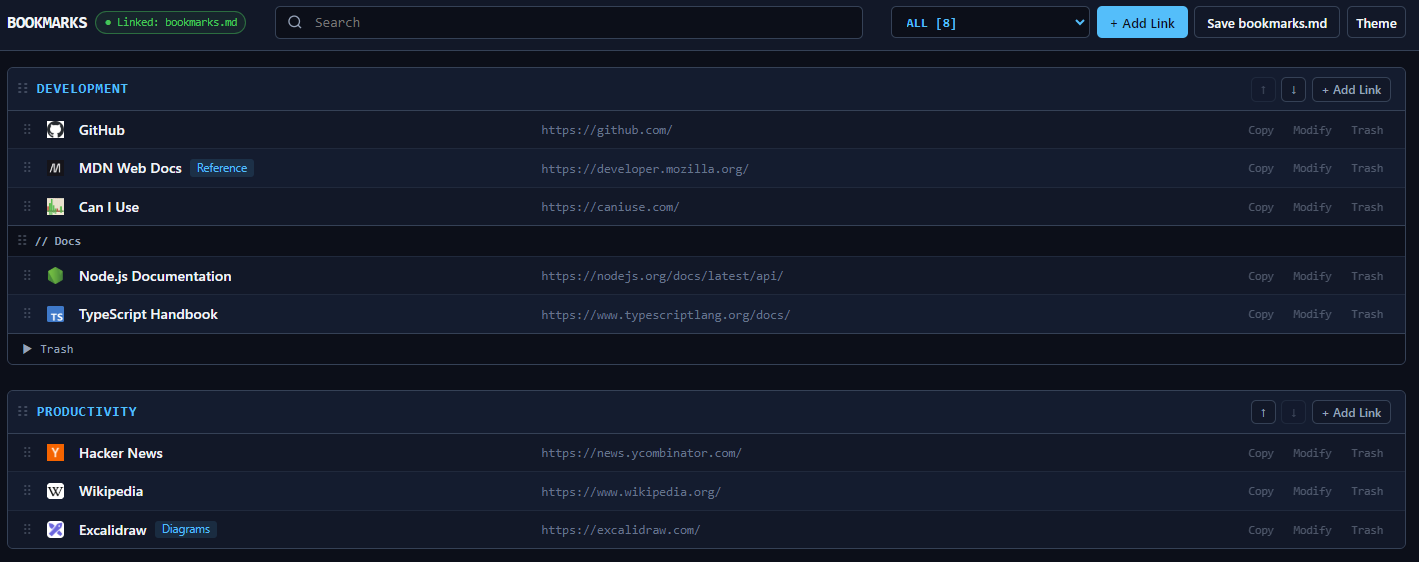 BOOKMARKS ● Linked: bookmarks.md Search ALL [8] + Add Link Save bookmarks.md Theme
DEVELOPMENT ↑ ↓ + Add Link
GitHub https://github.com/ Copy Modify Trash
MDN Web Docs Reference https://developer.mozilla.org/ Copy Modify Trash
Can I Use https://caniuse.com/ Copy Modify Trash
// Docs
Node.js Documentation https://nodejs.org/docs/latest/api/ Copy Modify Trash
TS TypeScript Handbook https://www.typescriptlang.org/docs/ Copy Modify Trash
▶ Trash
PRODUCTIVITY ↑ ↓ + Add Link
Y Hacker News https://news.ycombinator.com/ Copy Modify Trash
W Wikipedia https://www.wikipedia.org/ Copy Modify Trash
Excalidraw Diagrams https://excalidraw.com/ Copy Modify Trash